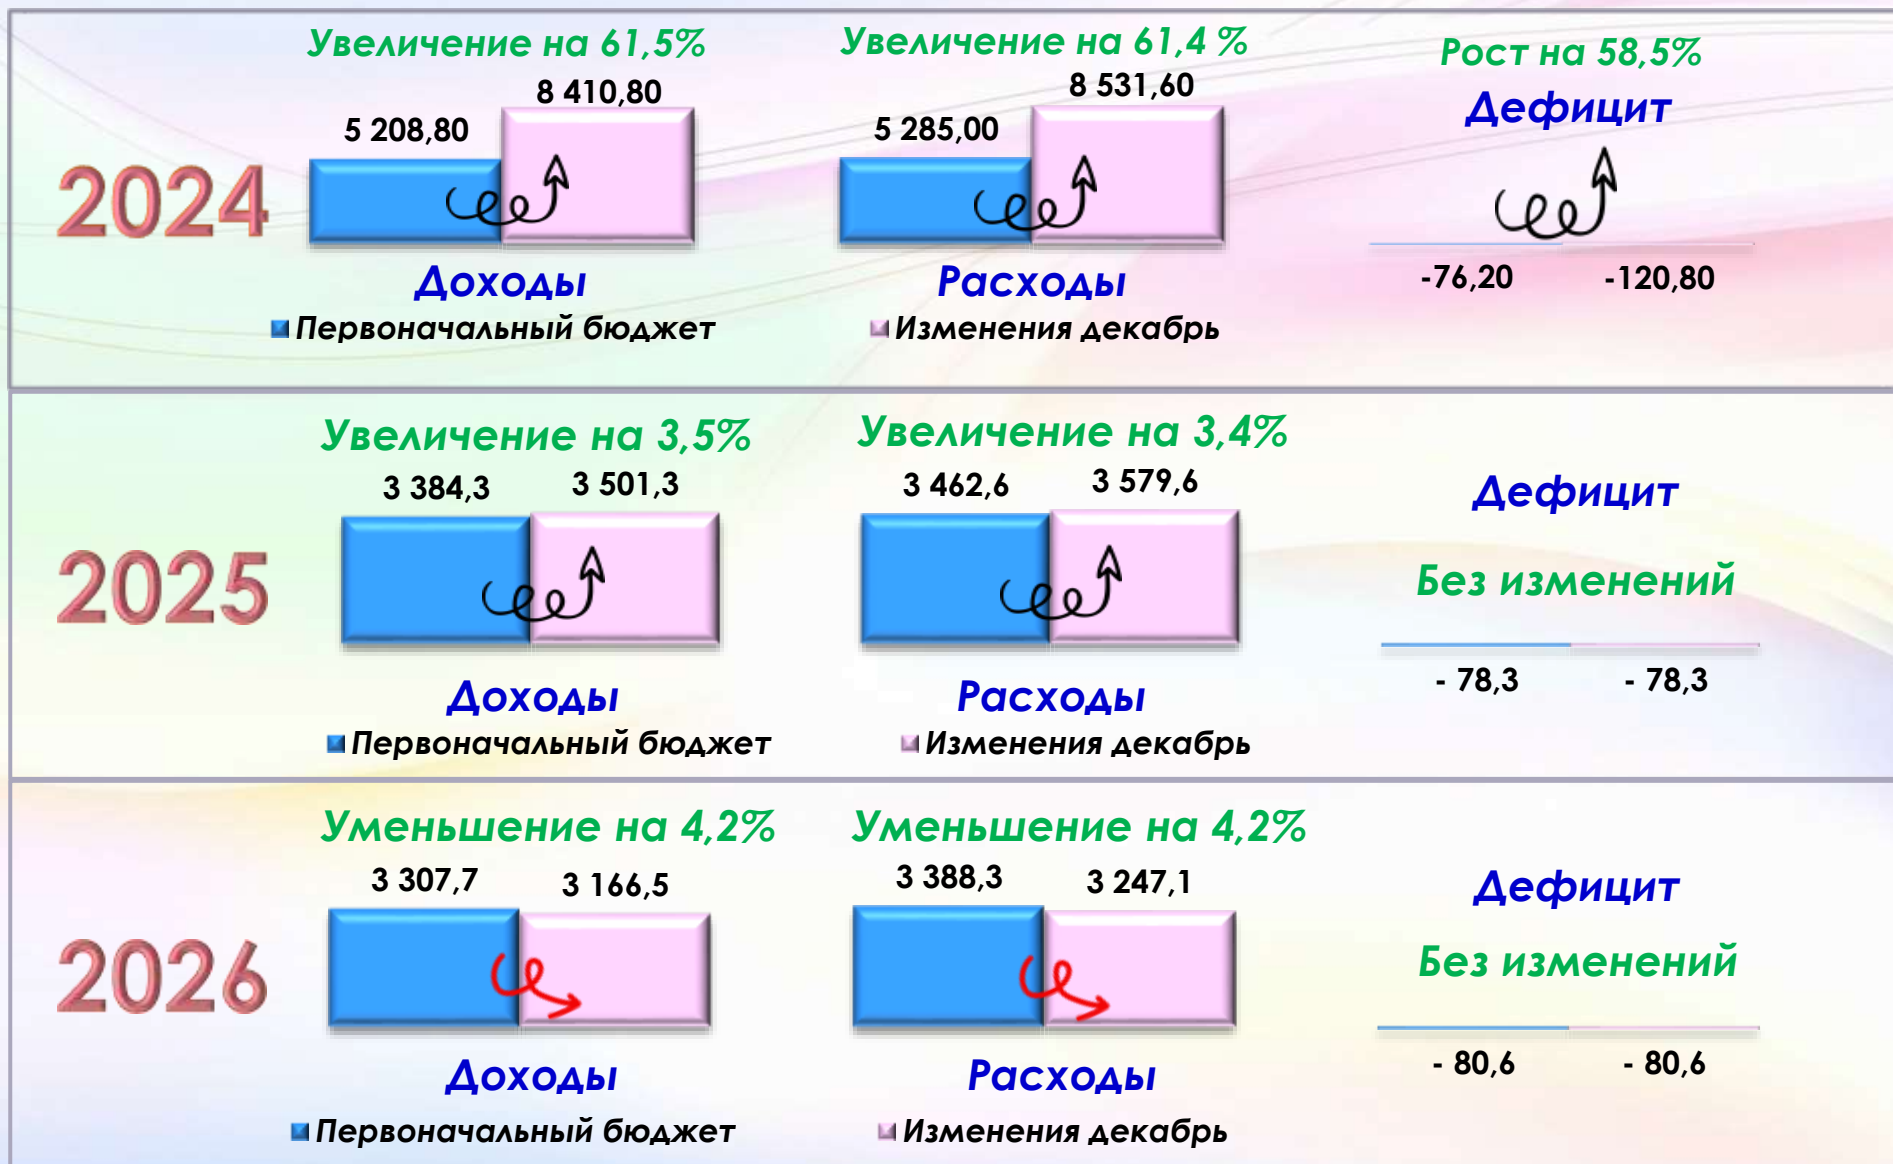 2024
Увеличение на 61,5%
5 208,80
8 410,80
Доходы
Первоначальный бюджет
Увеличение на 61,4 %
5 285,00
8 531,60
Расходы
Изменения декабрь
Рост на 58,5%
Дефицит
-76,20
-120,80
2025
Увеличение на 3,5%
3 384,3
3 501,3
Доходы
Первоначальный бюджет
Увеличение на 3,4%
3 462,6
3 579,6
Расходы
Изменения декабрь
Дефицит
Без изменений
- 78,3
- 78,3
2026
Уменьшение на 4,2%
3 307,7
3 166,5
Доходы
Первоначальный бюджет
Уменьшение на 4,2%
3 388,3
3 247,1
Расходы
Изменения декабрь
Дефицит
Без изменений
- 80,6
- 80,6